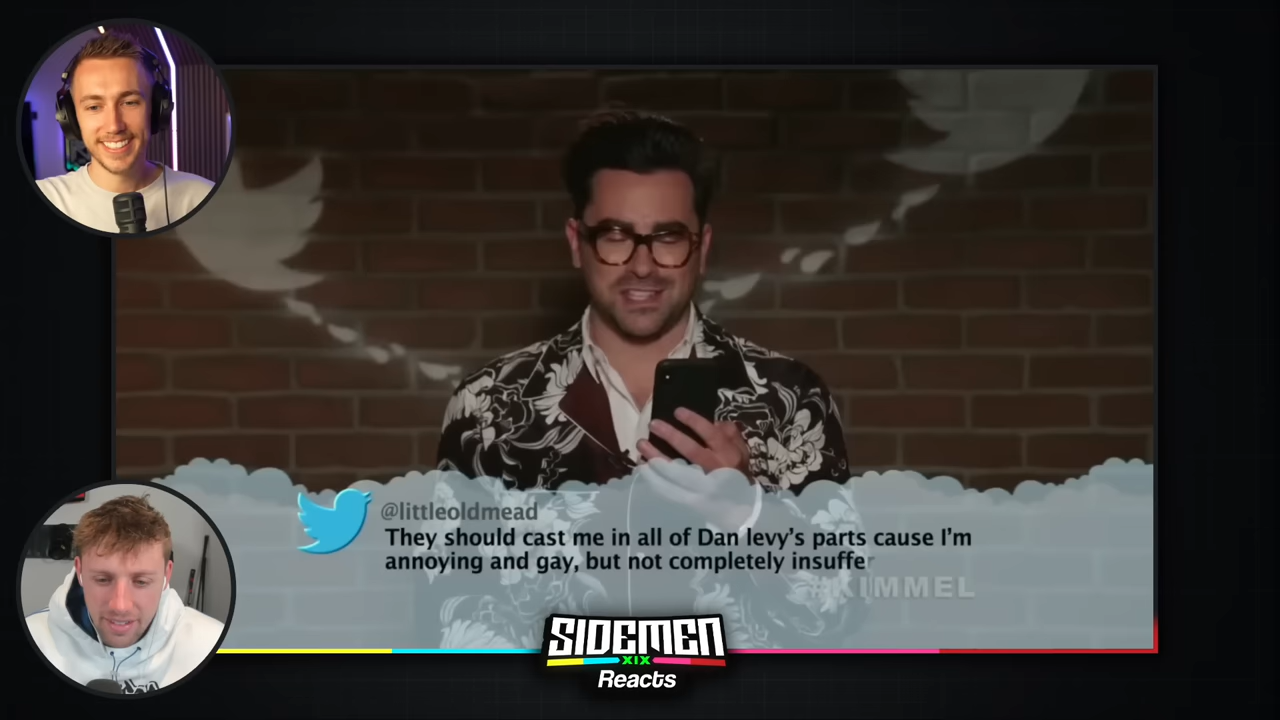 @littleoldmead
They should cast me in all of Dan levy's parts cause I'm
annoying and gay, but not completely insuffe
#KIMMEL
SIDEMEN
XIX
Reacts